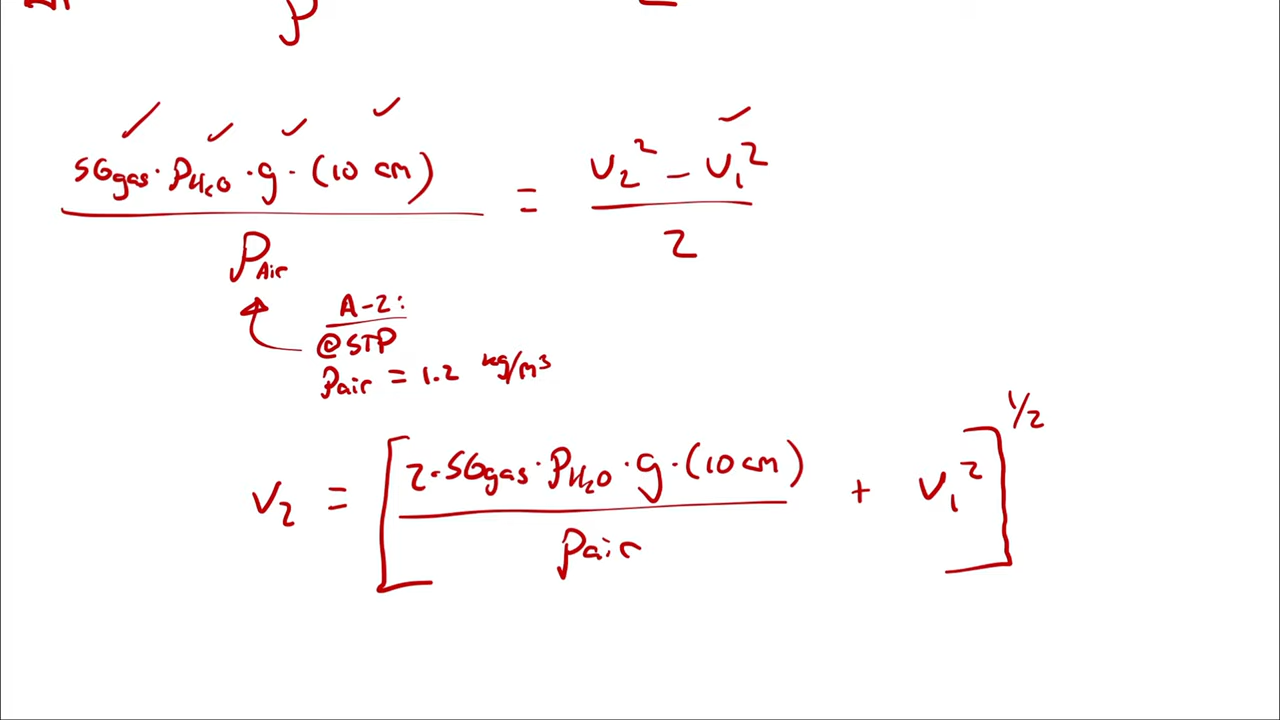 ρ
SGgas · ρH₂O · g · (10 cm) / ρAir = (v₂² - v₁²) / 2
A-2:
@STP
ρair = 1.2 kg/m³
v₂ = [ (2 · SGgas · ρH₂O · g · (10 cm)) / ρair + v₁² ]^1/2